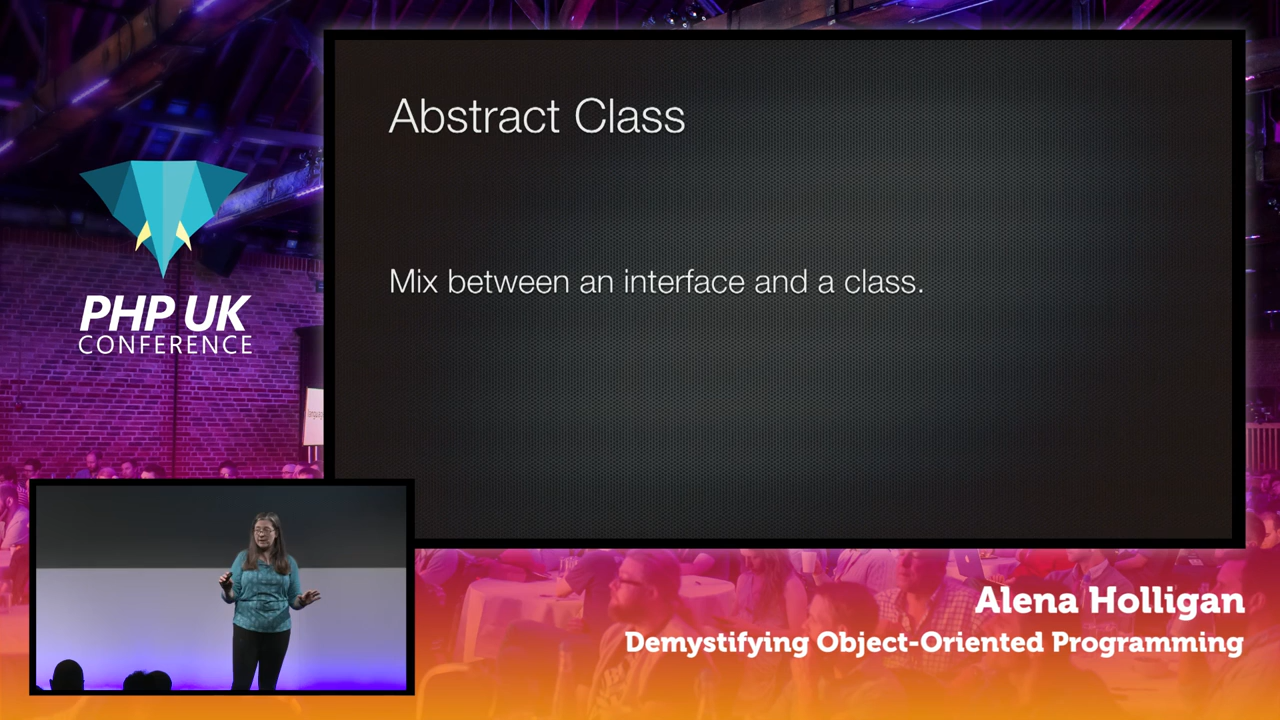 Abstract Class
Mix between an interface and a class.
PHP UK
CONFERENCE
Alena Holligan
Demystifying Object-Oriented Programming